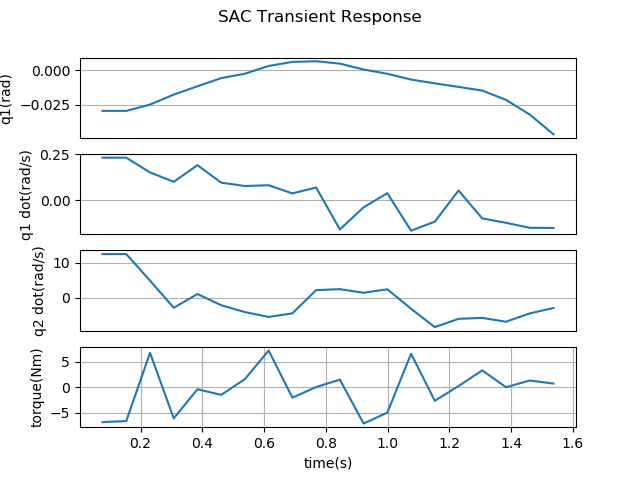 SAC Transient Response
0.000
−0.025
q1(rad)
0.25
0.00
q1 dot(rad/s)
10
0
q2 dot(rad/s)
5
0
−5
torque(Nm)
0.2 0.4 0.6 0.8 1.0 1.2 1.4 1.6
time(s)